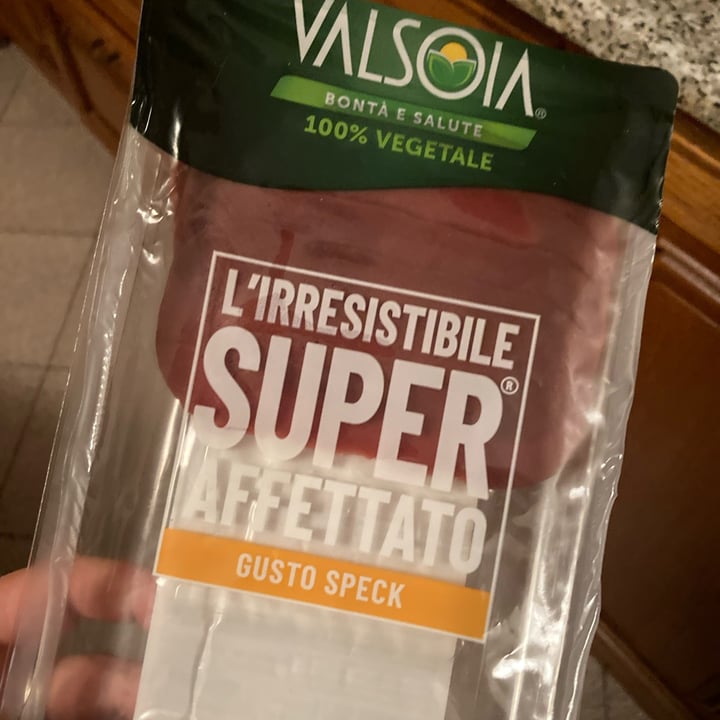 VALSOIA®
BONTÀ E SALUTE
100% VEGETALE
L'IRRESISTIBILE
SUPER®
AFFETTATO
GUSTO SPECK